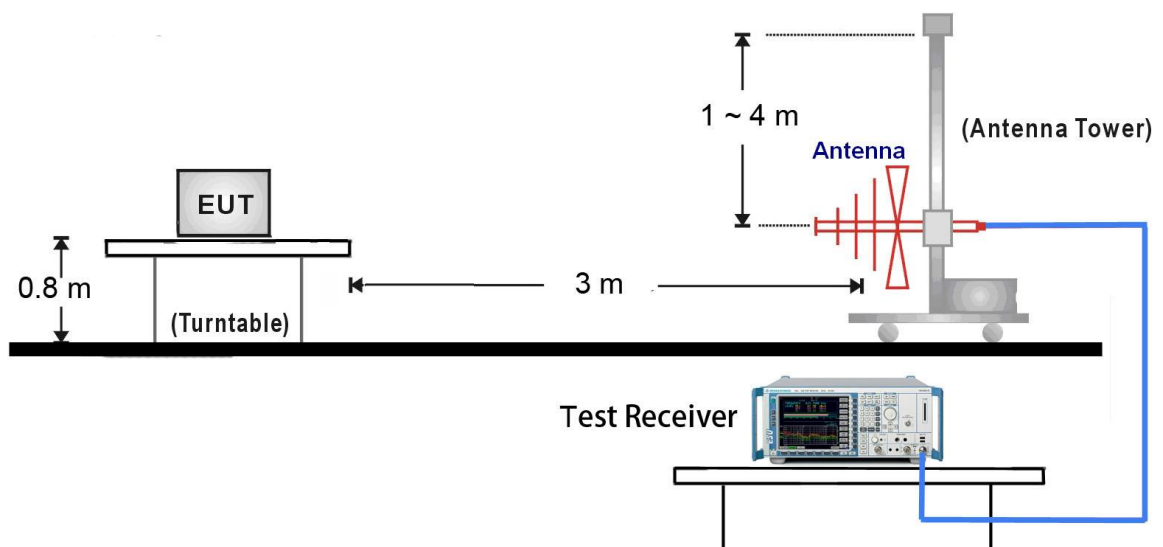 1 ~ 4 m
(Antenna Tower)
Antenna
EUT
0.8 m
3 m
(Turntable)
Test Receiver